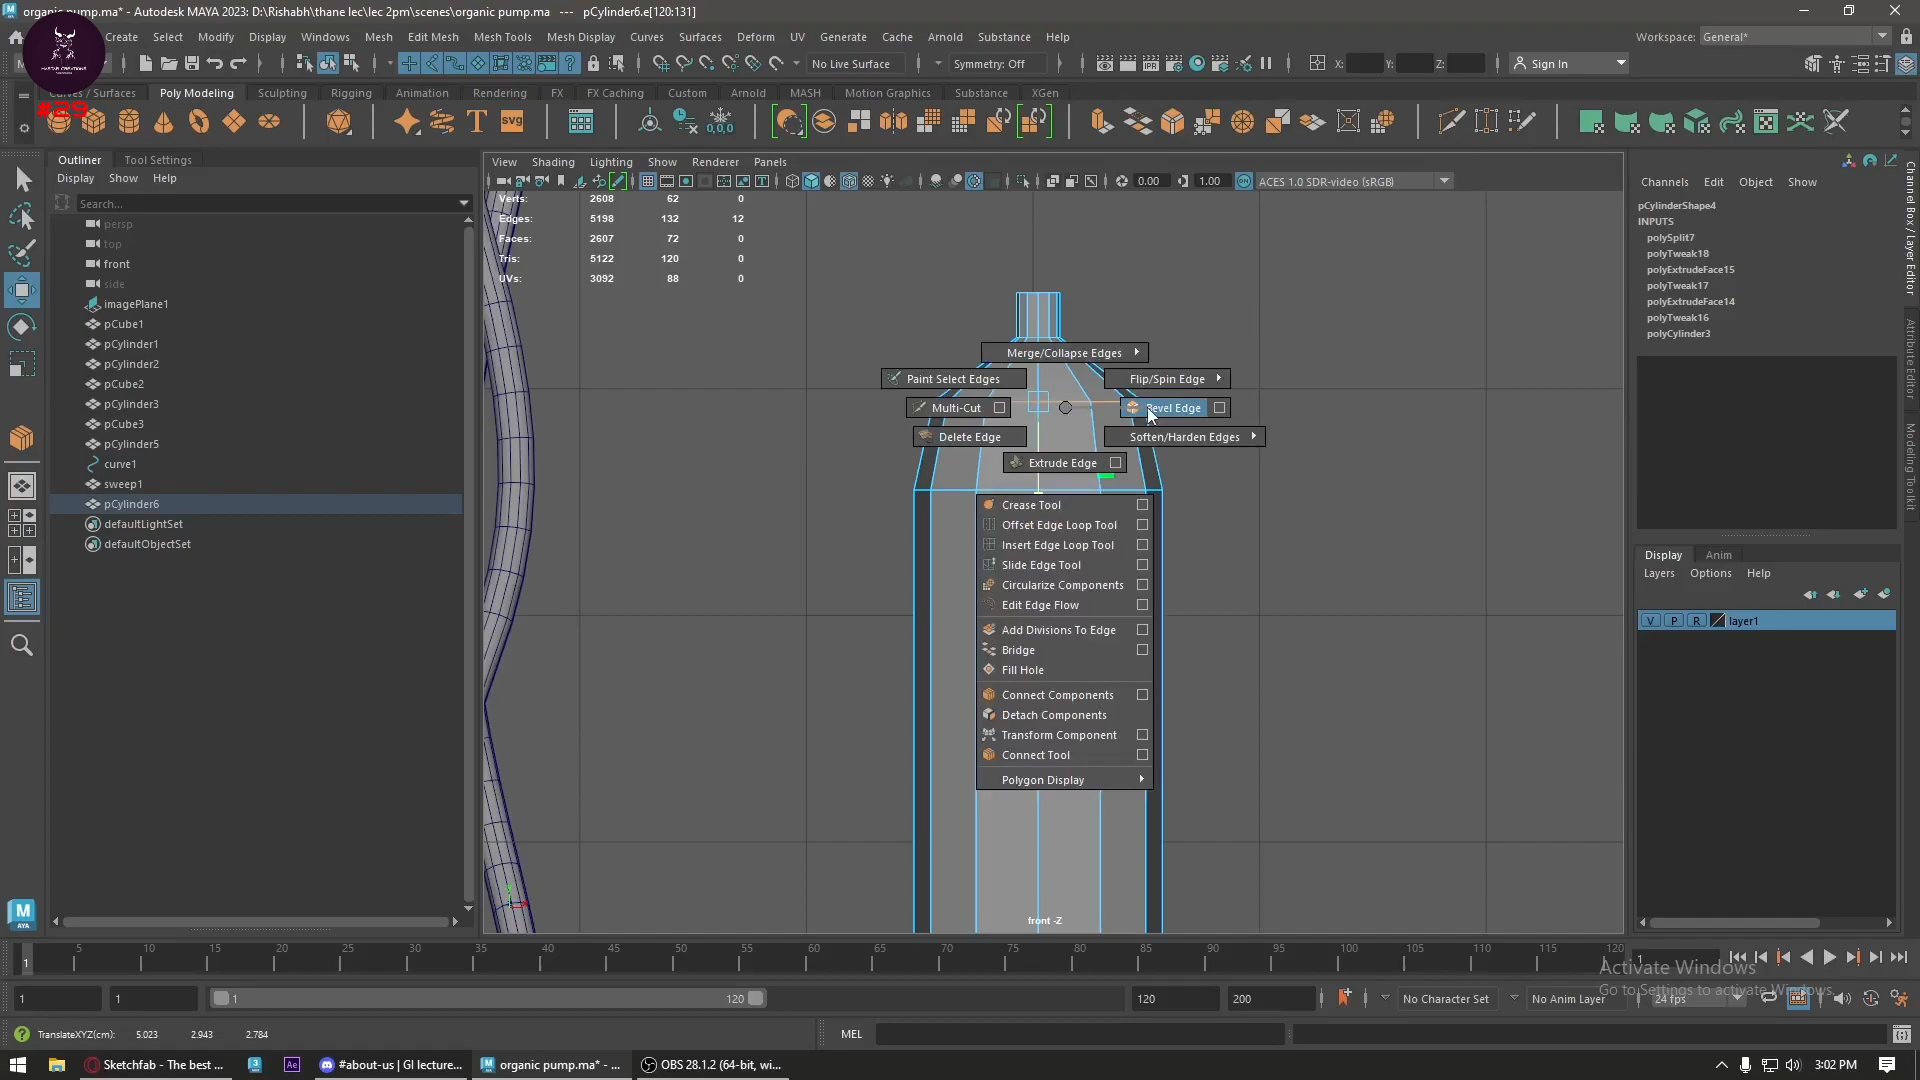 organic pump.ma* - Autodesk MAYA 2023: D:\Rishabh\thane lec\lec 2pm\scenes\organic pump.ma --- pCylinder6.e[120:131]
Create Select Modify Display Windows Mesh Edit Mesh Mesh Tools Mesh Display Curves Surfaces Deform UV Generate Cache Arnold Substance Help
Workspace: General*
No Live Surface
Symmetry: Off
X: Y: Z:
Sign In
#29
Curves / Surfaces Poly Modeling Sculpting Rigging Animation Rendering FX FX Caching Custom Arnold MASH Motion Graphics Substance XGen
Outliner Tool Settings
Display Show Help
Search...
persp
top
front
side
imagePlane1
pCube1
pCylinder1
pCylinder2
pCube2
pCylinder3
pCube3
pCylinder5
curve1
sweep1
pCylinder6
defaultLightSet
defaultObjectSet
View Shading Lighting Show Renderer Panels
0.00 1.00 ACES 1.0 SDR-video (sRGB)
Verts: 2608 62 0
Edges: 5198 132 12
Faces: 2607 72 0
Tris: 5122 120 0
UVs: 3092 88 0
Merge/Collapse Edges
Paint Select Edges
Flip/Spin Edge
Multi-Cut
Bevel Edge
Delete Edge
Soften/Harden Edges
Extrude Edge
Crease Tool
Offset Edge Loop Tool
Insert Edge Loop Tool
Slide Edge Tool
Circularize Components
Edit Edge Flow
Add Divisions To Edge
Bridge
Fill Hole
Connect Components
Detach Components
Transform Component
Connect Tool
Polygon Display
front -Z
Channels Edit Object Show
pCylinderShape4
INPUTS
polySplit7
polyTweak18
polyExtrudeFace15
polyTweak17
polyExtrudeFace14
polyTweak16
polyCylinder3
Channel Box / Layer Editor
Attribute Editor
Modeling Toolkit
Display Anim
Layers Options Help
V P R layer1
5 10 15 20 25 30 35 40 45 50 55 60 65 70 75 80 85 90 95 100 105 110 115 120
1
1
Activate Windows
Go to Settings to activate Windows.
1 1 1 120 120 200 No Character Set No Anim Layer 24 fps
TranslateXYZ(cm): 5.023 2.943 2.784
MEL
Sketchfab - The best ...
#about-us | GI lecture...
organic pump.ma* - ...
OBS 28.1.2 (64-bit, wi...
3:02 PM